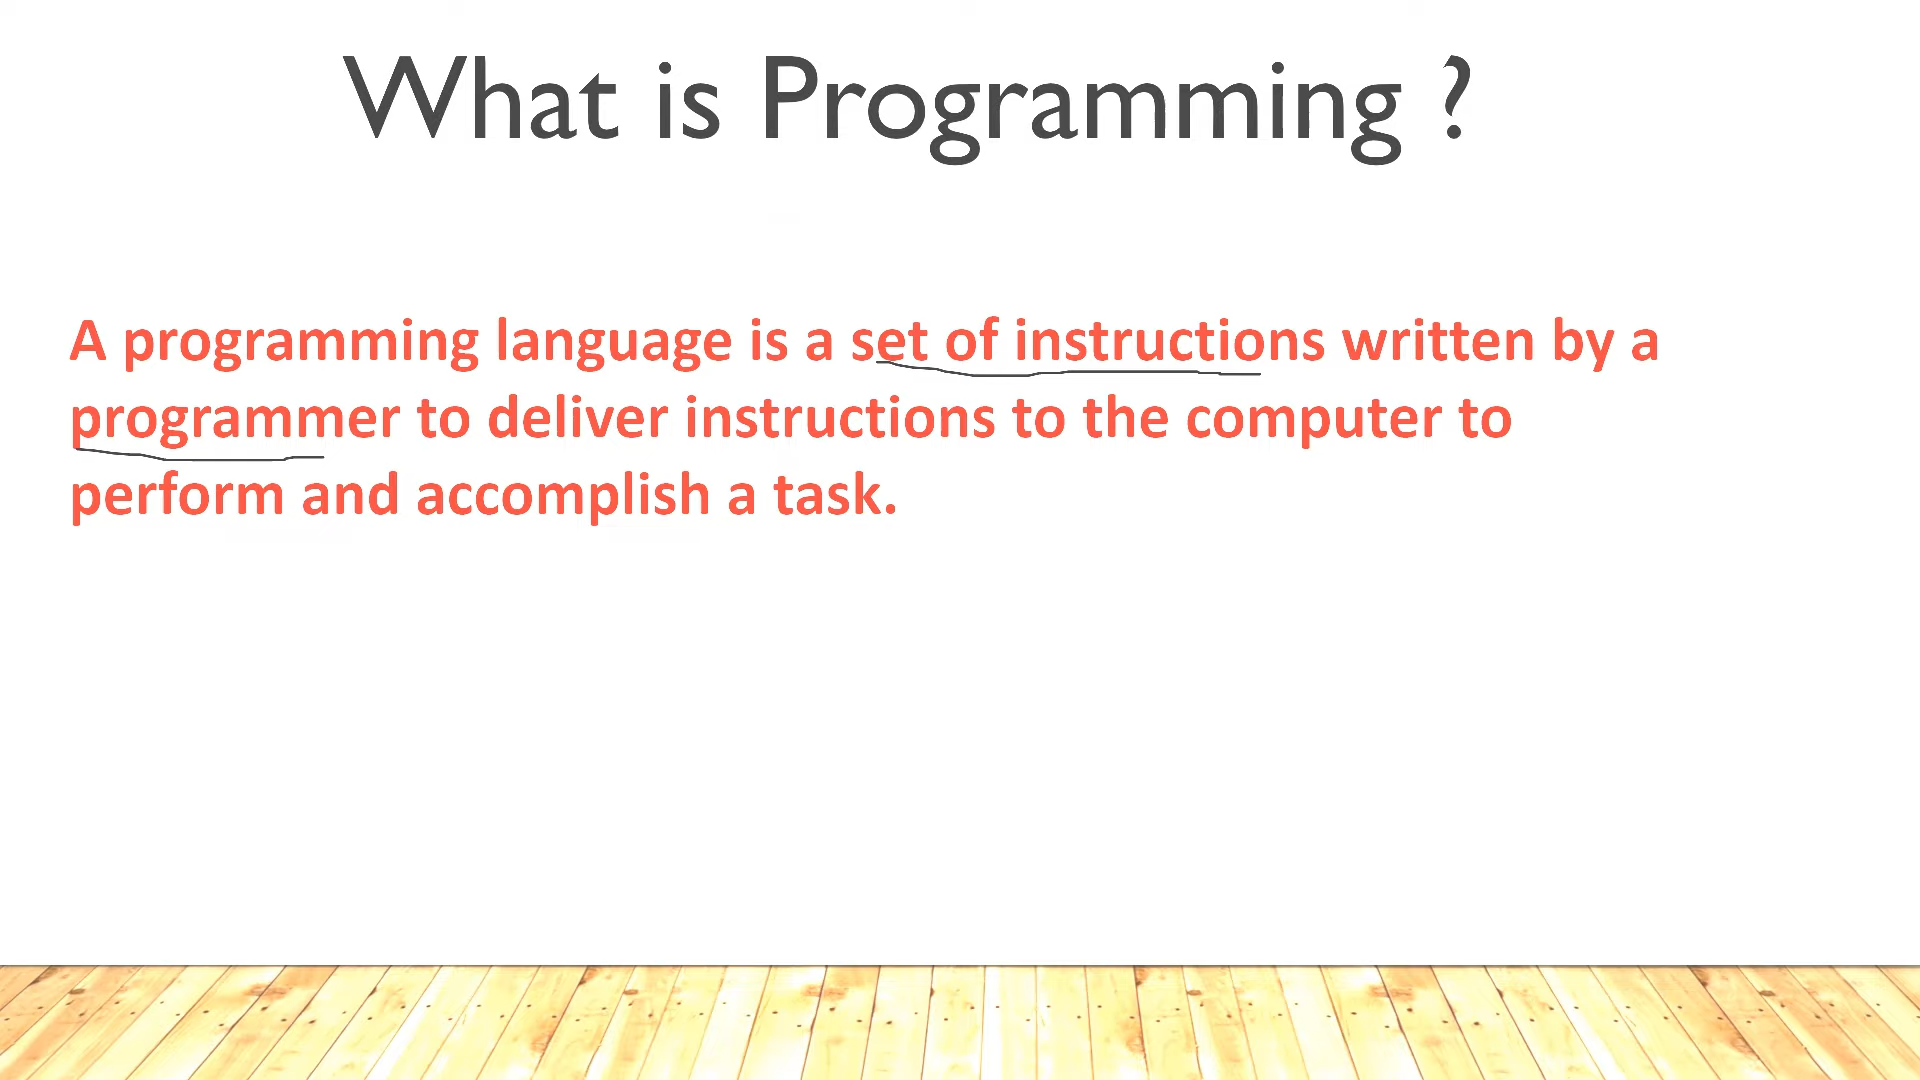 What is Programming ?
A programming language is a set of instructions written by a
programmer to deliver instructions to the computer to
perform and accomplish a task.